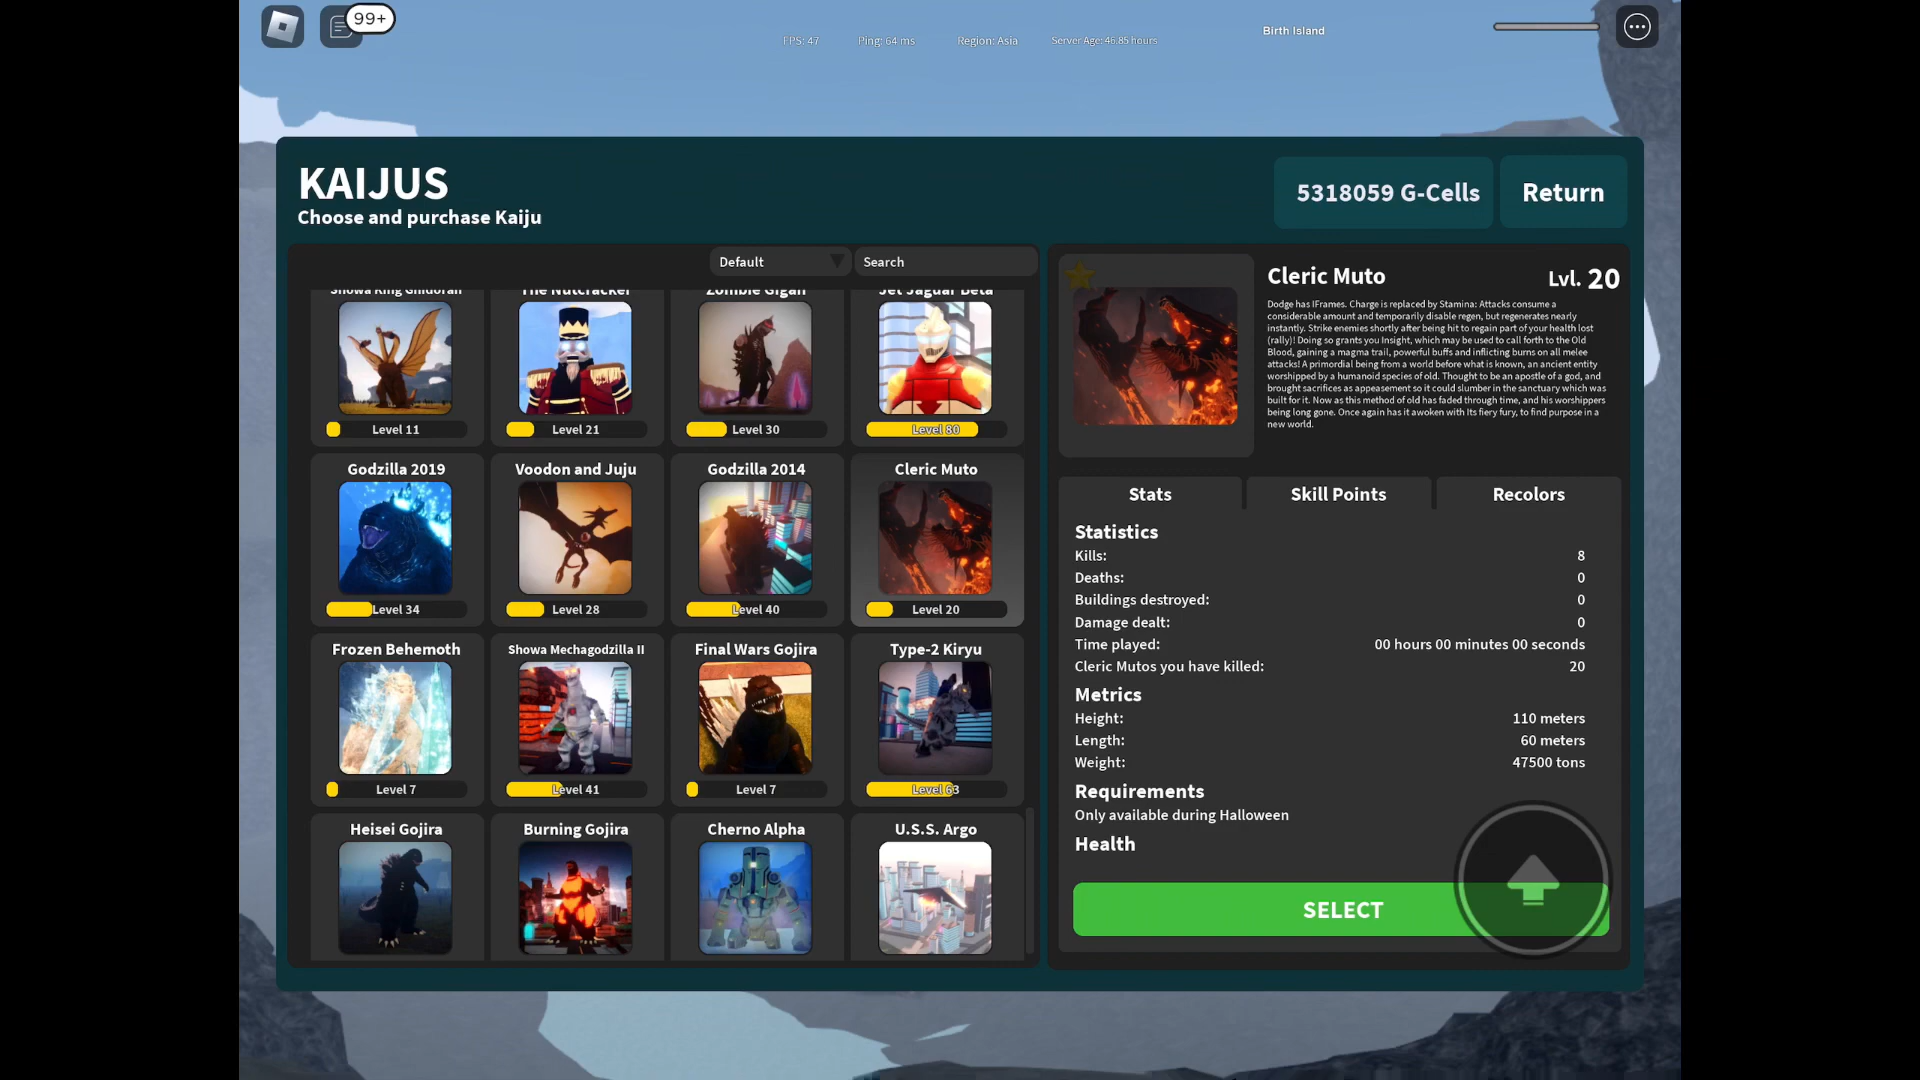 99+
FPS: 47
Ping: 64 ms
Region: Asia
Server Age: 46.85 hours
Birth Island
KAIJUS
Choose and purchase Kaiju
5318059 G-Cells
Return
Default
Search
Showa King Ghidorah
The Nutcracker
Zombie Gigan
Jet Jaguar Beta
Level 11
Level 21
Level 30
Level 80
Godzilla 2019
Voodon and Juju
Godzilla 2014
Cleric Muto
Level 34
Level 28
Level 40
Level 20
Frozen Behemoth
Showa Mechagodzilla II
Final Wars Gojira
Type-2 Kiryu
Level 7
Level 41
Level 7
Level 63
Heisei Gojira
Burning Gojira
Cherno Alpha
U.S.S. Argo
Cleric Muto
Lvl. 20
Dodge has IFrames. Charge is replaced by Stamina: Attacks consume a
considerable amount and temporarily disable regen, but regenerates nearly
instantly. Strike enemies shortly after being hit to regain part of your health lost
(rally)! Doing so grants you Insight, which may be used to call forth to the Old
Blood, gaining a magma trail, powerful buffs and inflicting burns on all melee
attacks! A primordial being from a world before what is known, an ancient entity
worshipped by a humanoid species of old. Thought to be an apostle of a god, and
brought sacrifices as appeasement so it could slumber in the sanctuary which was
built for it. Now as this method of old has faded through time, and his worshippers
being long gone. Once again has it awoken with Its fiery fury, to find purpose in a
new world.
Stats
Skill Points
Recolors
Statistics
Kills: 8
Deaths: 0
Buildings destroyed: 0
Damage dealt: 0
Time played: 00 hours 00 minutes 00 seconds
Cleric Mutos you have killed: 20
Metrics
Height: 110 meters
Length: 60 meters
Weight: 47500 tons
Requirements
Only available during Halloween
Health
SELECT